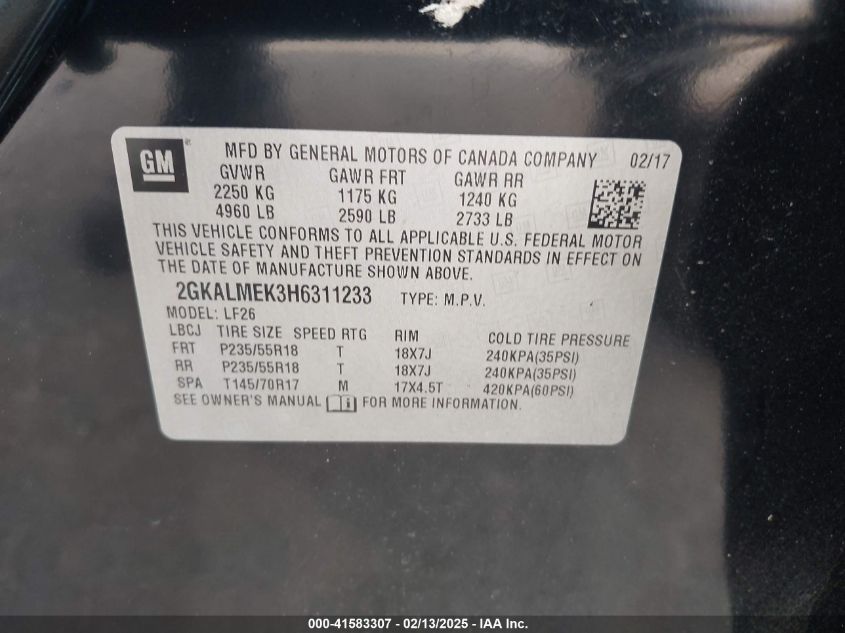 GM MFD BY GENERAL MOTORS OF CANADA COMPANY 02/17
GVWR GAWR FRT GAWR RR
2250 KG 1175 KG 1240 KG
4960 LB 2590 LB 2733 LB
THIS VEHICLE CONFORMS TO ALL APPLICABLE U.S. FEDERAL MOTOR
VEHICLE SAFETY AND THEFT PREVENTION STANDARDS IN EFFECT ON
THE DATE OF MANUFACTURE SHOWN ABOVE.
2GKALMEK3H6311233 TYPE: M.P.V.
MODEL: LF26
LBCJ TIRE SIZE SPEED RTG RIM COLD TIRE PRESSURE
FRT P235/55R18 T 18X7J 240KPA(35PSI)
RR P235/55R18 T 18X7J 240KPA(35PSI)
SPA T145/70R17 M 17X4.5T 420KPA(60PSI)
SEE OWNER'S MANUAL FOR MORE INFORMATION.
000-41583307 - 02/13/2025 - IAA, Inc.